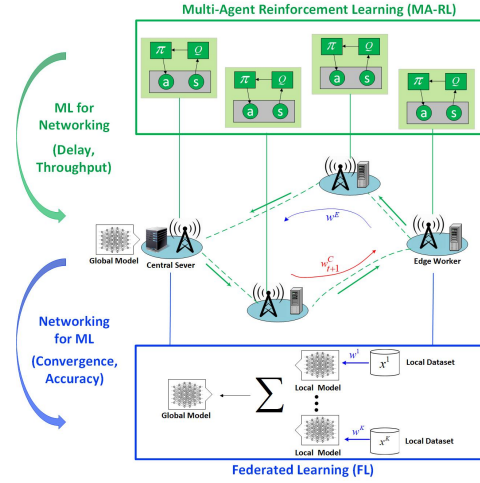 Multi-Agent Reinforcement Learning (MA-RL)
π Q
a s
π Q
a s
π Q
a s
π Q
a s
ML for
Networking
(Delay,
Throughput)
w^E
Global Model
Central Sever
w^C_{t+1}
Edge Worker
Networking
for ML
(Convergence,
Accuracy)
Global Model
∑
Local Model
w^1
x^1
Local Dataset
Local Model
w^K
x^K
Local Dataset
Federated Learning (FL)